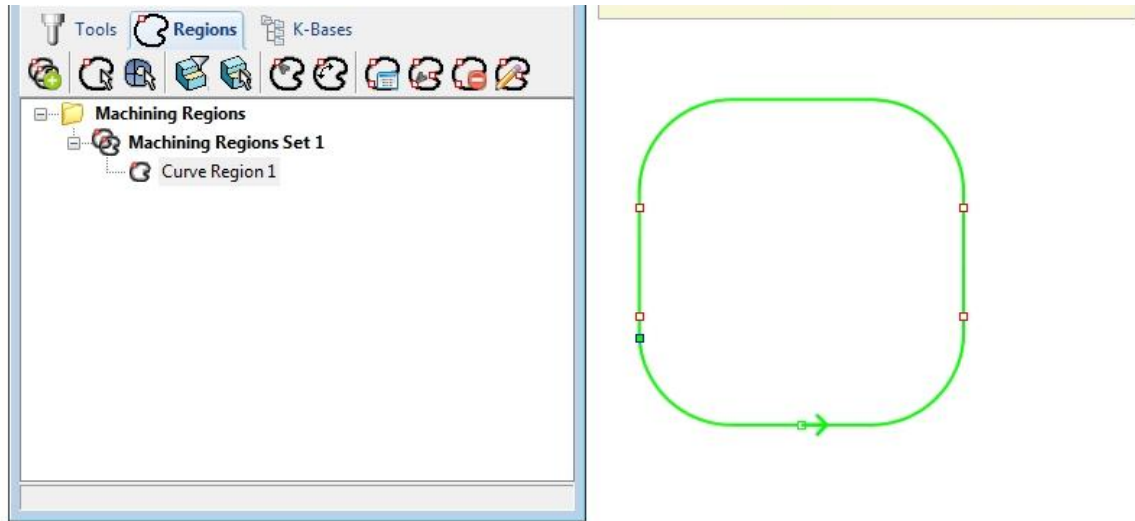 Tools Regions K-Bases
Machining Regions
Machining Regions Set 1
Curve Region 1